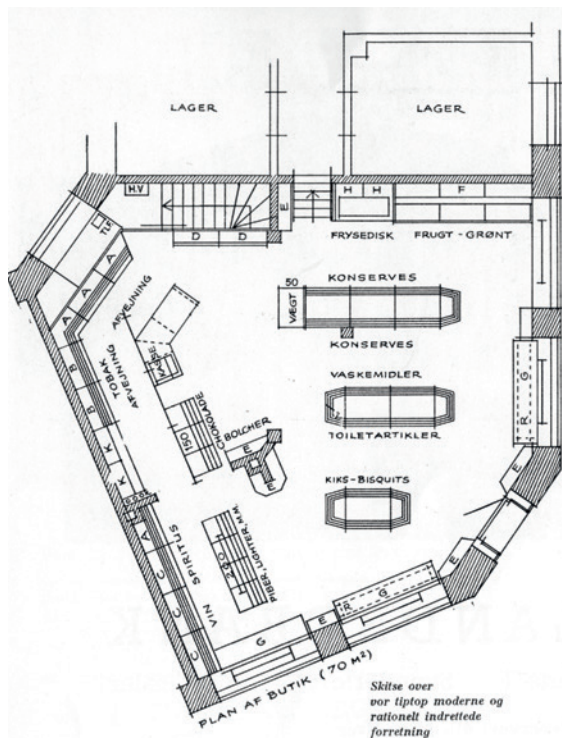 LAGER
LAGER
H.V
TLF
E
H H
F
D D
FRYSEDISK
FRUGT - GRØNT
A
A
A
AFVEJNING
50
VÆGT
KONSERVES
KONSERVES
KASSE
TOBAK
AFVEJNING
B
B
K
K
VASKEMIDLER
TOILETARTIKLER
150
CHOKOLADE
BOLCHER
E
E
G
R
E
KIKS-BISQUITS
A
C
C
C
VIN SPIRITUS
200
PIBER, LIGHTER M.M.
G
E
R
G
E
PLAN AF BUTIK (70 M²)
Skitse over
vor tiptop moderne og
rationelt indrettede
forretning